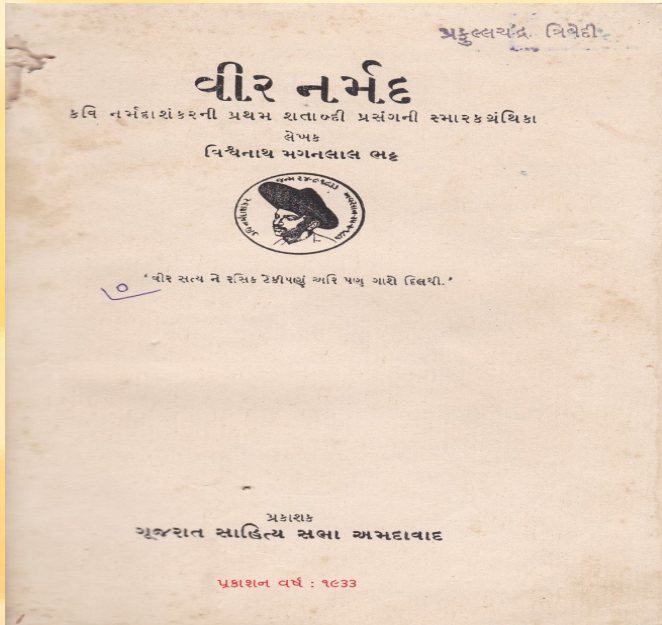 પ્રફુલ્લચંદ્ર ત્રિવેદી
વીર નર્મદ
કવિ નર્મદાશંકરની પ્રથમ શતાબ્દી પ્રસંગની સ્મારકગ્રંથિકા
લેખક
વિશ્વનાથ મગનલાલ ભટ્ટ
‘વીર સત્ય ને રસિક ટેકીપણું અરિ પણ ગાશે દિલથી.’
પ્રકાશક
ગૂજરાત સાહિત્ય સભા અમદાવાદ
પ્રકાશન વર્ષ : ૧૯૩૩